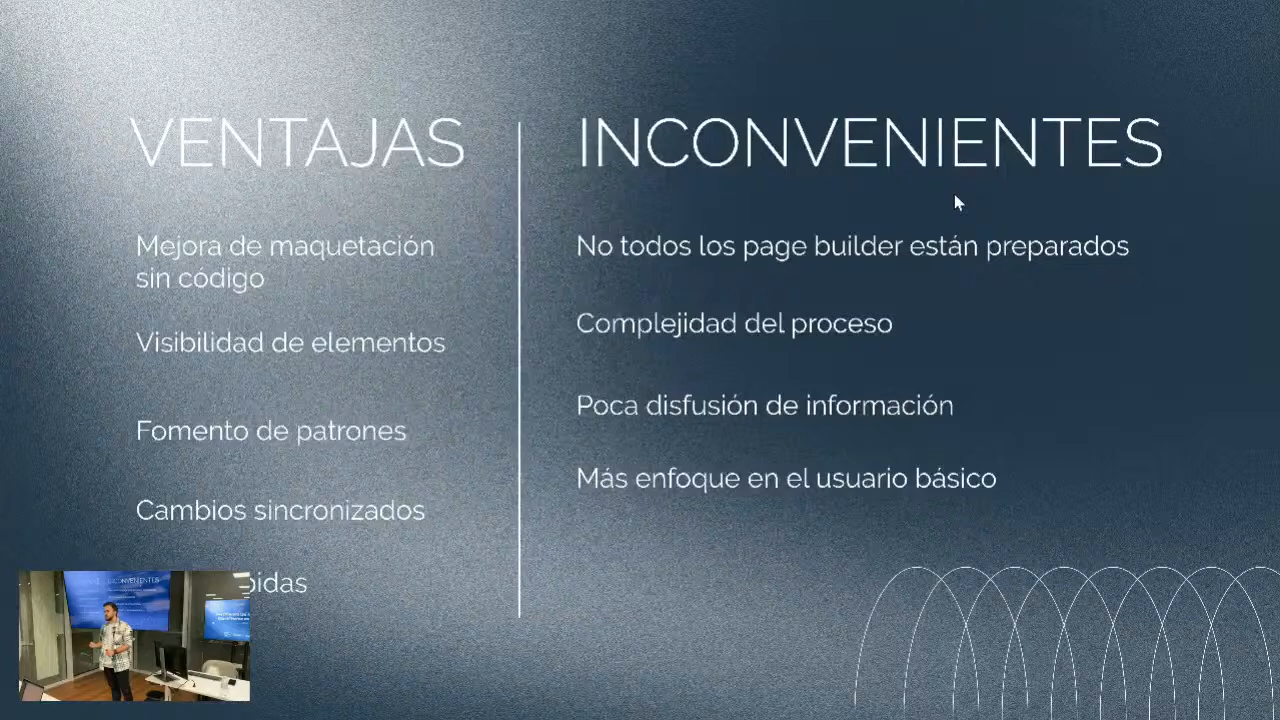 VENTAJAS
Mejora de maquetación
sin código
Visibilidad de elementos
Fomento de patrones
Cambios sincronizados
INCONVENIENTES
No todos los page builder están preparados
Complejidad del proceso
Poca disfusión de información
Más enfoque en el usuario básico
INCONVENIENTES